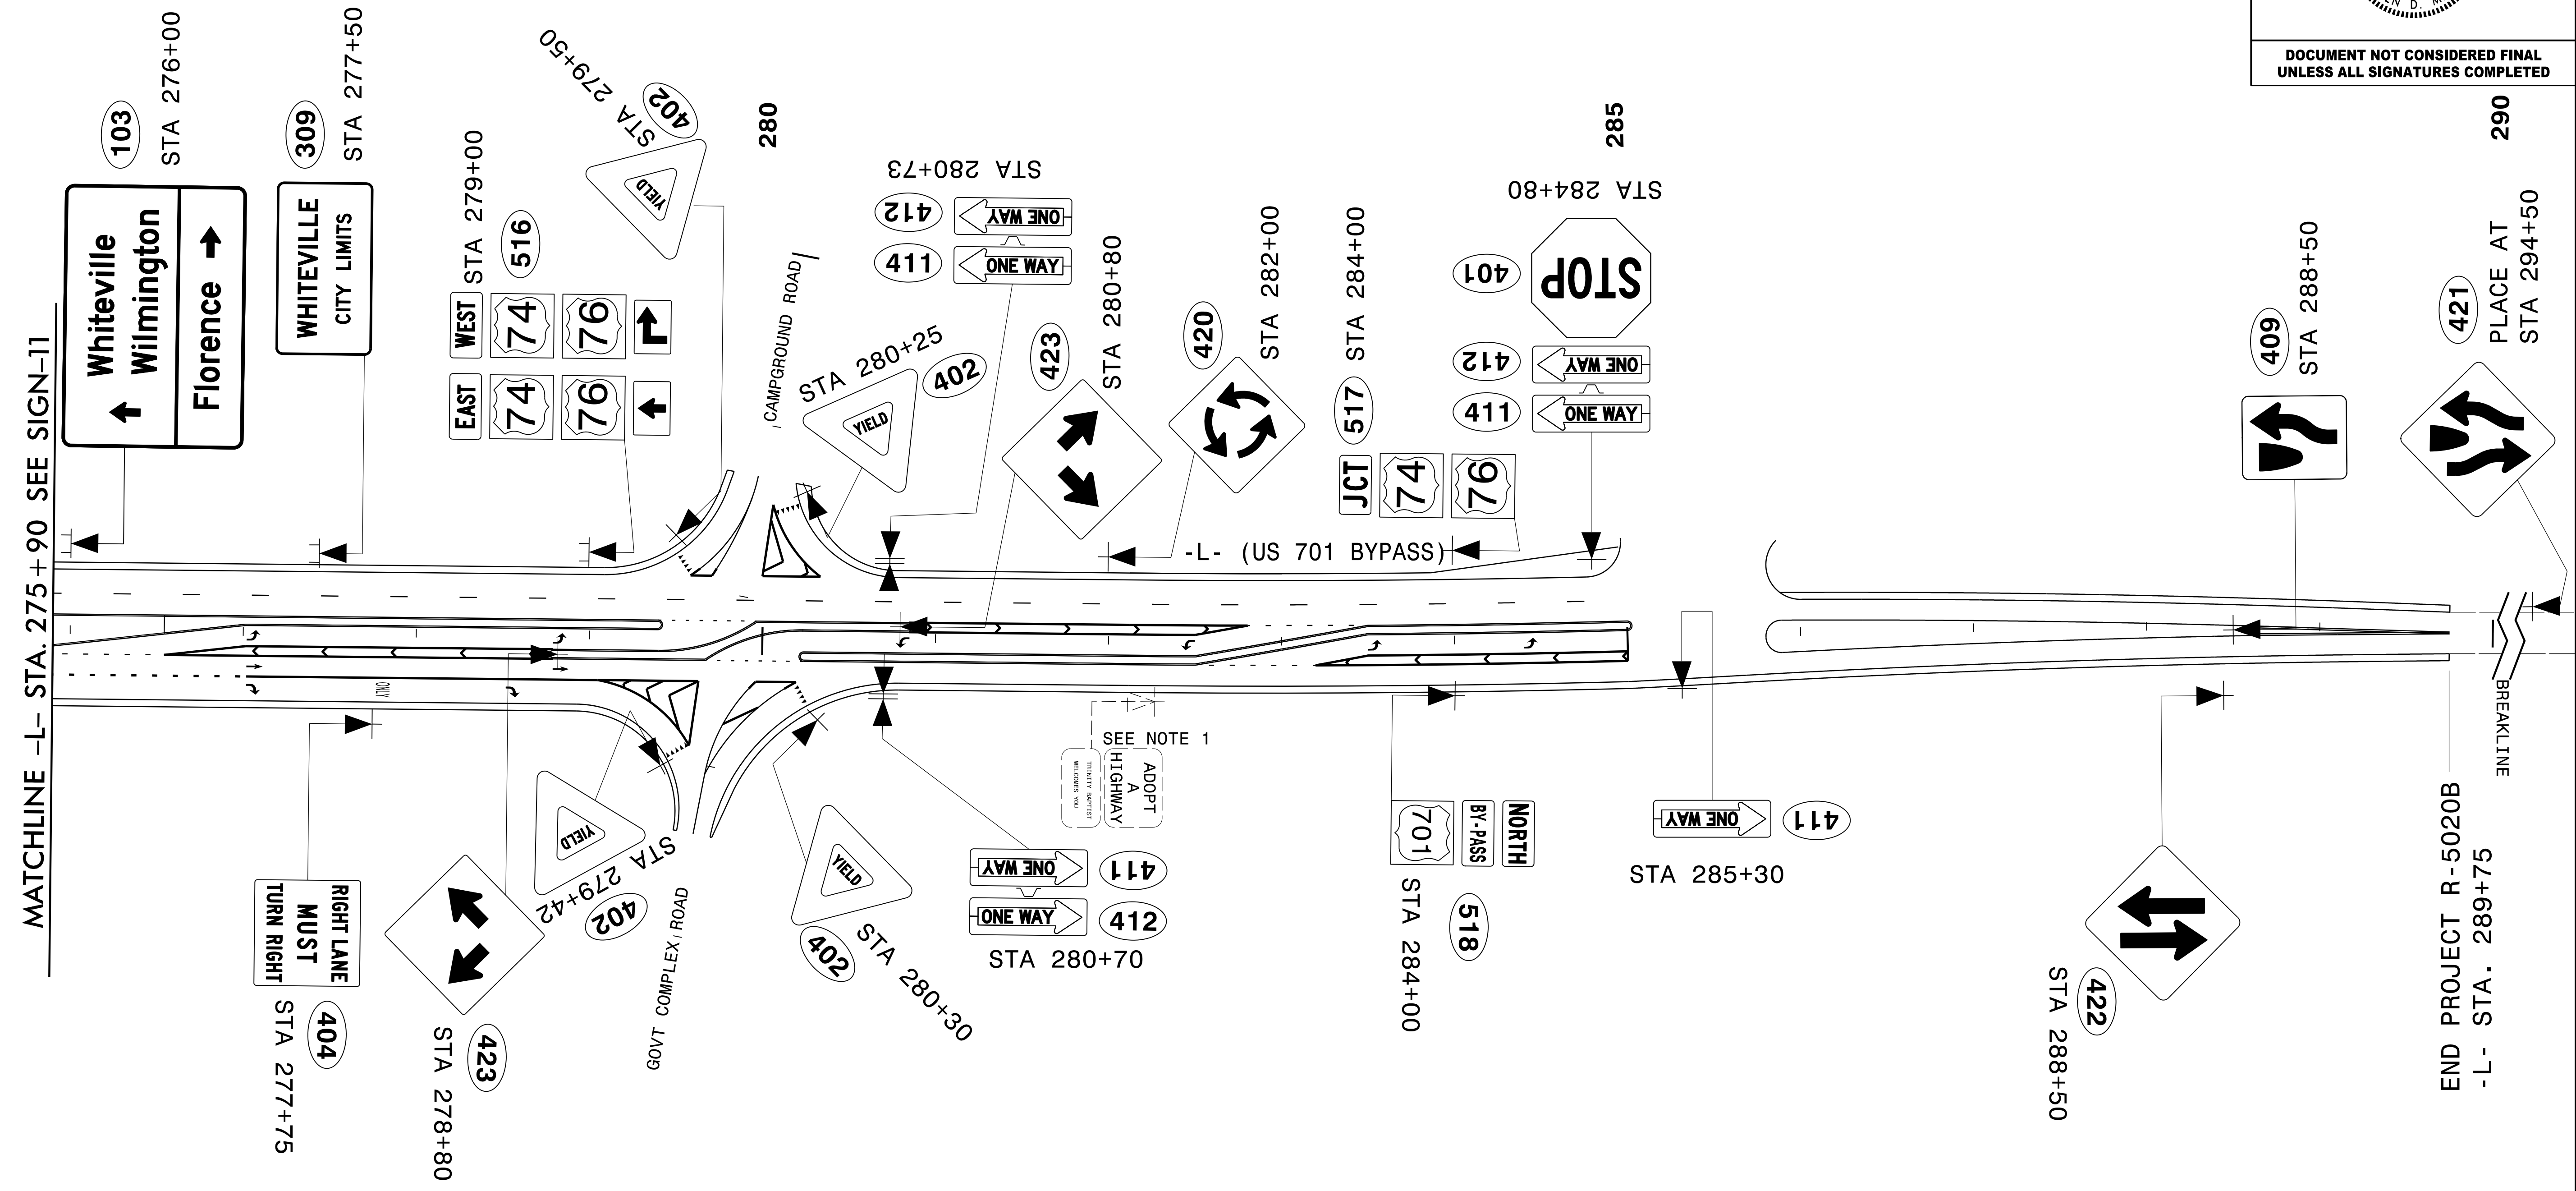 DOCUMENT NOT CONSIDERED FINAL
UNLESS ALL SIGNATURES COMPLETED
MATCHLINE -L- STA. 275+90 SEE SIGN-11
103
STA 276+00
Whiteville
Wilmington
Florence
309
STA 277+50
WHITEVILLE
CITY LIMITS
516
STA 279+00
WEST
74
76
EAST
74
76
STA 279+50
402
YIELD
280
CAMPGROUND ROAD
STA 280+25
402
YIELD
STA 280+73
412
ONE WAY
411
ONE WAY
423
STA 280+80
420
STA 282+00
517
STA 284+00
JCT
74
76
-L- (US 701 BYPASS)
285
STA 284+80
401
STOP
412
ONE WAY
411
ONE WAY
409
STA 288+50
290
421
PLACE AT
STA 294+50
ONLY
RIGHT LANE
MUST
TURN RIGHT
404
STA 277+75
423
STA 278+80
YIELD
STA 279+42
402
GOVT COMPLEX ROAD
YIELD
402
STA 280+30
ONE WAY
411
ONE WAY
412
STA 280+70
SEE NOTE 1
ADOPT
A
HIGHWAY
TRINITY BAPTIST
WELCOMES YOU
NORTH
BY-PASS
701
518
STA 284+00
ONE WAY
411
STA 285+30
422
STA 288+50
BREAKLINE
END PROJECT R-5020B
-L- STA. 289+75